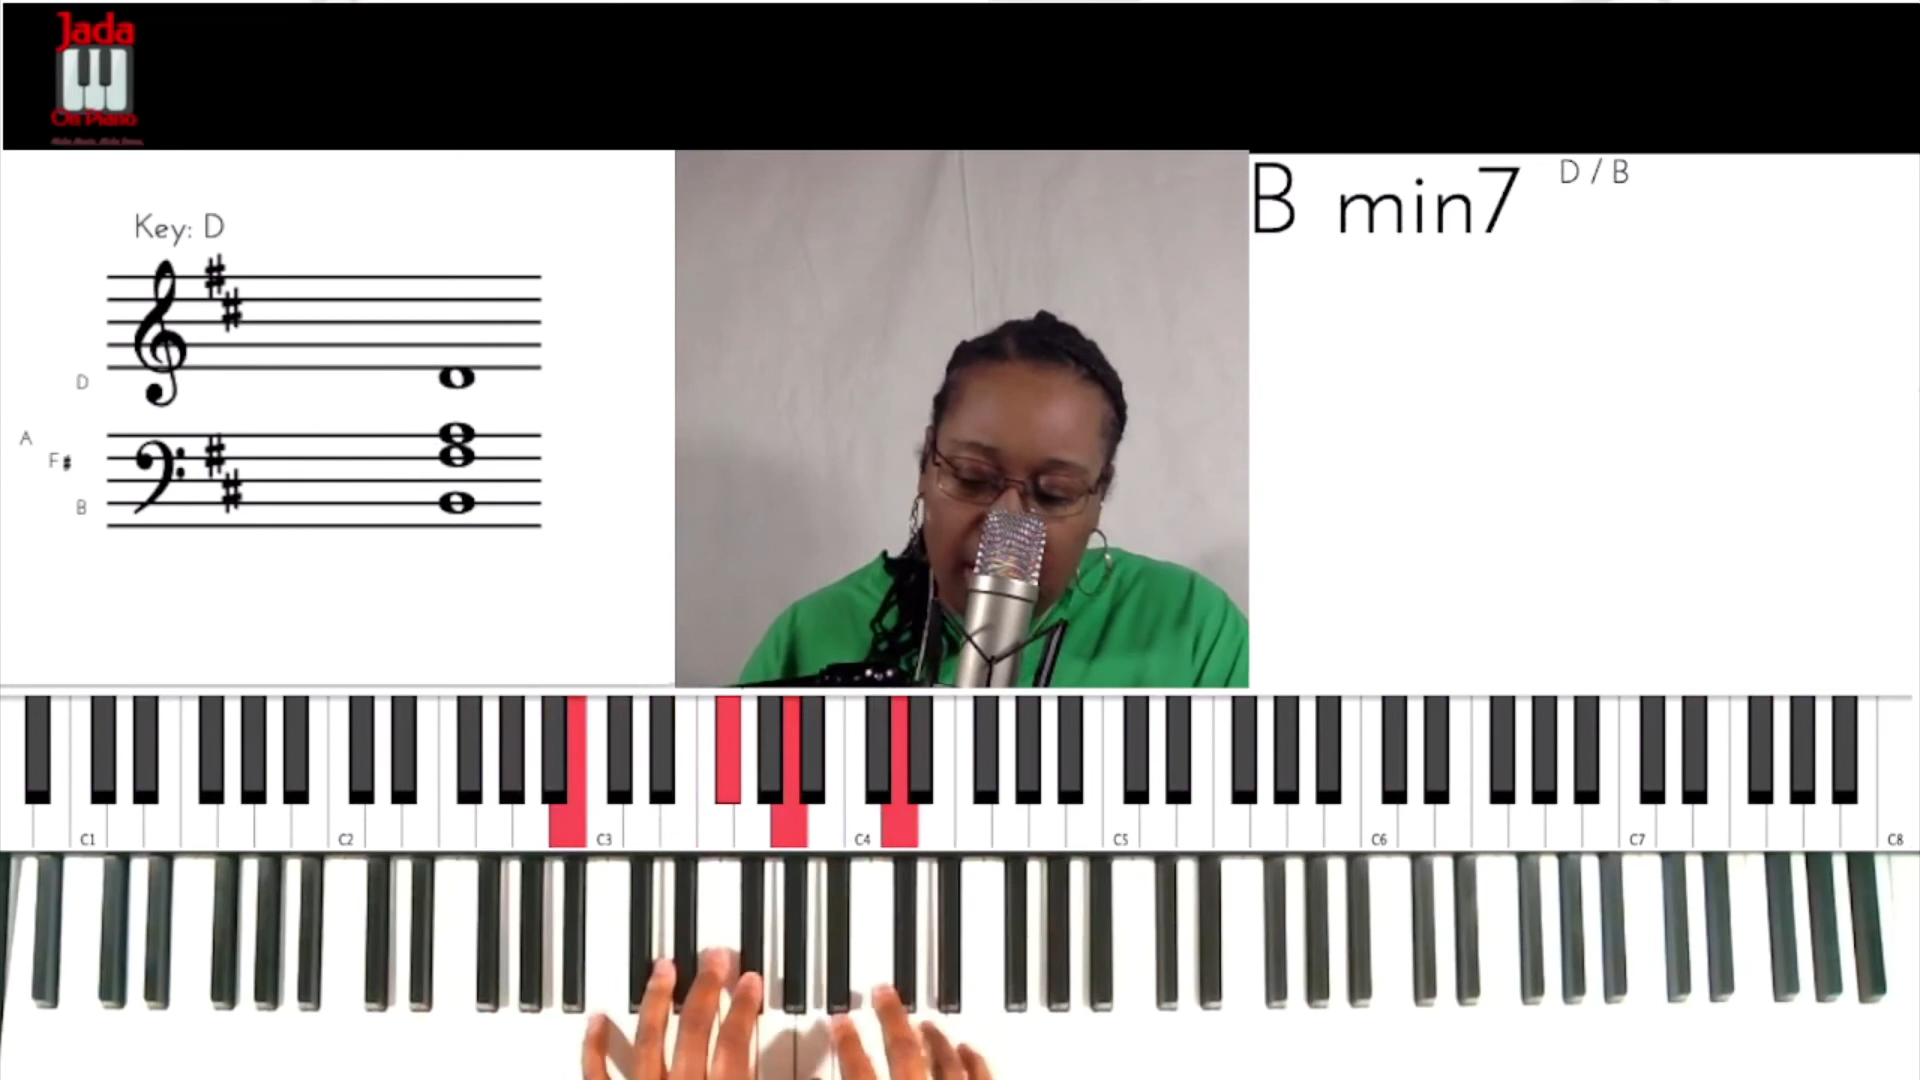 Jada
On Piano
Key: D
D
A
F#
B
B min7 D / B
C1 C2 C3 C4 C5 C6 C7 C8